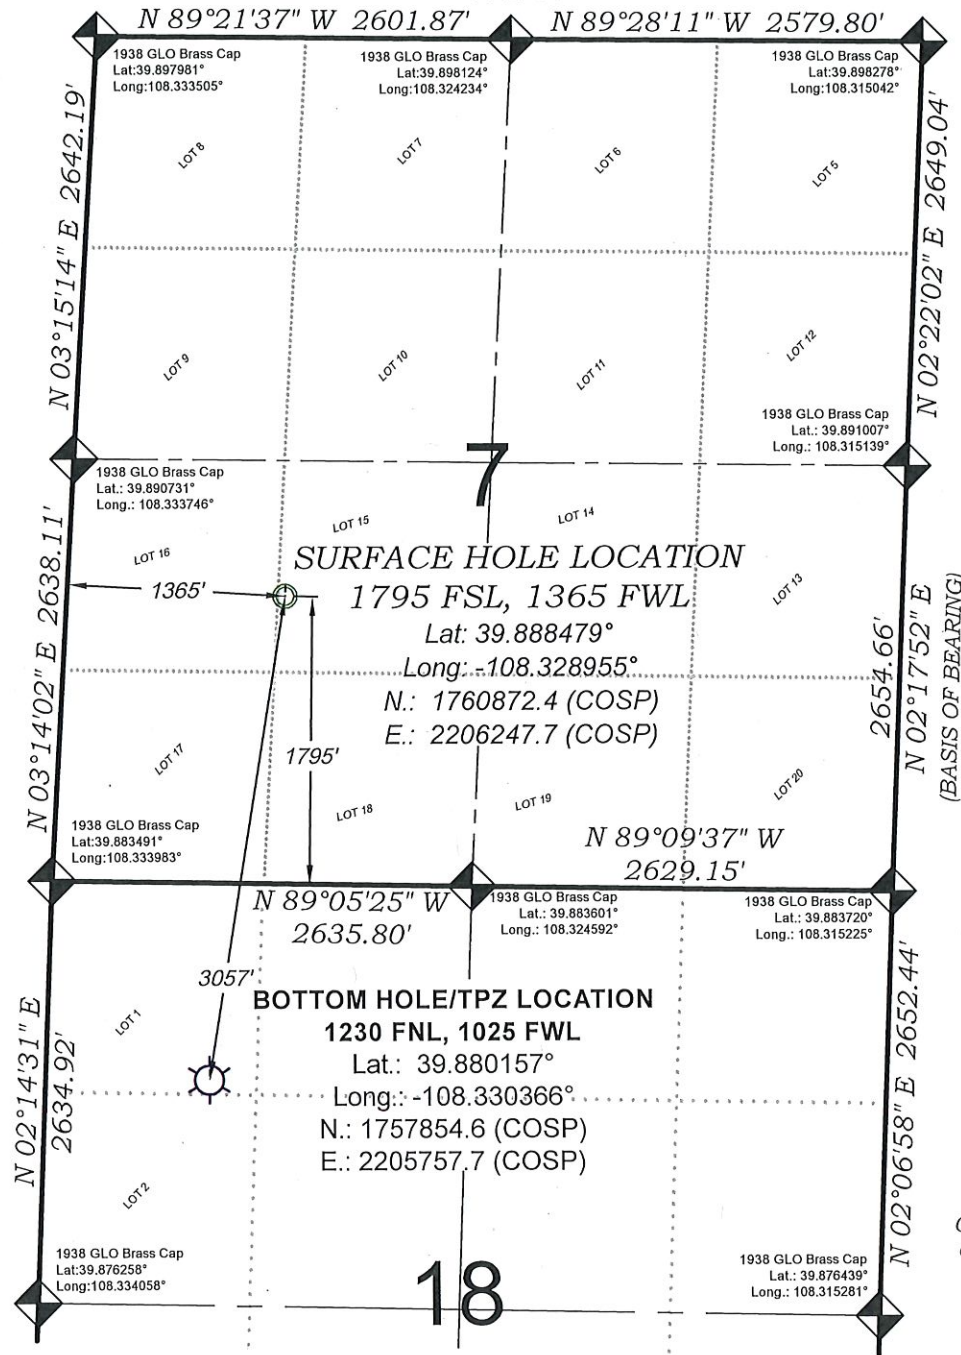 N 89°21'37" W 2601.87'
N 89°28'11" W 2579.80'
1938 GLO Brass Cap
Lat:39.897981°
Long:108.333505°
1938 GLO Brass Cap
Lat:39.898124°
Long:108.324234°
1938 GLO Brass Cap
Lat:39.898278°
Long:108.315042°
N 03°15'14" E 2642.19'
N 02°22'02" E 2649.04'
LOT 8
LOT 7
LOT 6
LOT 5
LOT 9
LOT 10
LOT 11
LOT 12
1938 GLO Brass Cap
Lat.: 39.891007°
Long.: 108.315139°
7
1938 GLO Brass Cap
Lat.: 39.890731°
Long.: 108.333746°
LOT 16
LOT 15
LOT 14
LOT 13
N 03°14'02" E 2638.11'
1365'
SURFACE HOLE LOCATION
1795 FSL, 1365 FWL
Lat: 39.888479°
Long: -108.328955°
N.: 1760872.4 (COSP)
E.: 2206247.7 (COSP)
2654.66'
N 02°17'52" E
(BASIS OF BEARING)
1795'
LOT 17
LOT 18
LOT 19
LOT 20
1938 GLO Brass Cap
Lat:39.883491°
Long:108.333983°
N 89°09'37" W
2629.15'
N 89°05'25" W
2635.80'
1938 GLO Brass Cap
Lat.: 39.883601°
Long.: 108.324592°
1938 GLO Brass Cap
Lat.: 39.883720°
Long.: 108.315225°
3057'
BOTTOM HOLE/TPZ LOCATION
1230 FNL, 1025 FWL
Lat.: 39.880157°
Long.: -108.330366°
N.: 1757854.6 (COSP)
E.: 2205757.7 (COSP)
LOT 1
LOT 2
N 02°14'31" E
2634.92'
N 02°06'58" E 2652.44'
1938 GLO Brass Cap
Lat:39.876258°
Long:108.334058°
18
1938 GLO Brass Cap
Lat.: 39.876439°
Long.: 108.315281°